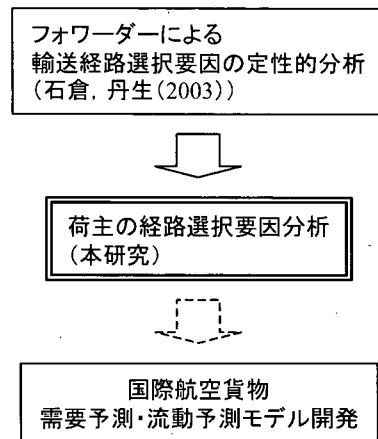 フォワーダーによる
輸送経路選択要因の定性的分析
(石倉, 丹生(2003))
荷主の経路選択要因分析
(本研究)
国際航空貨物
需要予測・流動予測モデル開発